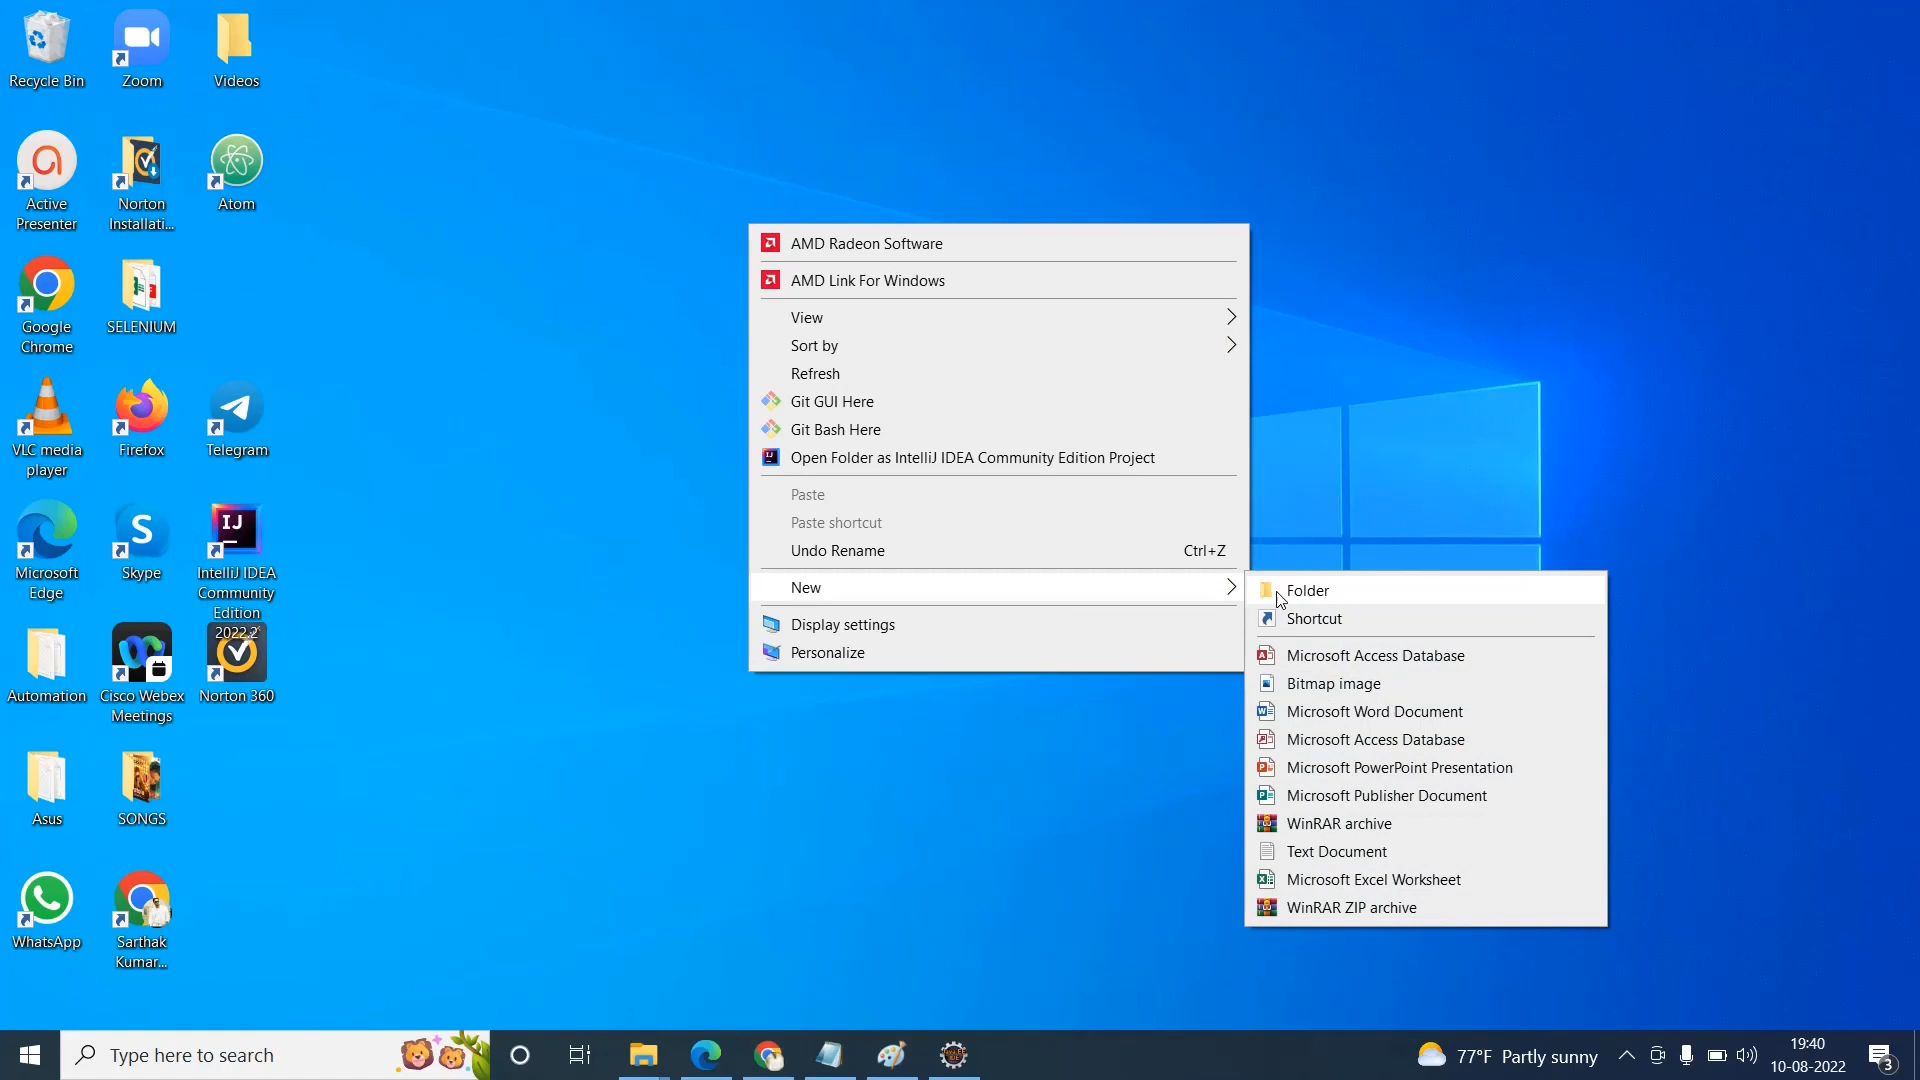 Recycle Bin
Zoom
Videos
Active
Presenter
Norton
Installati...
Atom
Google
Chrome
SELENIUM
VLC media
player
Firefox
Telegram
Microsoft
Edge
Skype
IntelliJ IDEA
Community
Edition
2022.2
Automation
Cisco Webex
Meetings
Norton 360
Asus
SONGS
WhatsApp
Sarthak
Kumar...
AMD Radeon Software
AMD Link For Windows
View
Sort by
Refresh
Git GUI Here
Git Bash Here
Open Folder as IntelliJ IDEA Community Edition Project
Paste
Paste shortcut
Undo Rename Ctrl+Z
New
Display settings
Personalize
Folder
Shortcut
Microsoft Access Database
Bitmap image
Microsoft Word Document
Microsoft Access Database
Microsoft PowerPoint Presentation
Microsoft Publisher Document
WinRAR archive
Text Document
Microsoft Excel Worksheet
WinRAR ZIP archive
Type here to search
77°F Partly sunny
19:40
10-08-2022
3